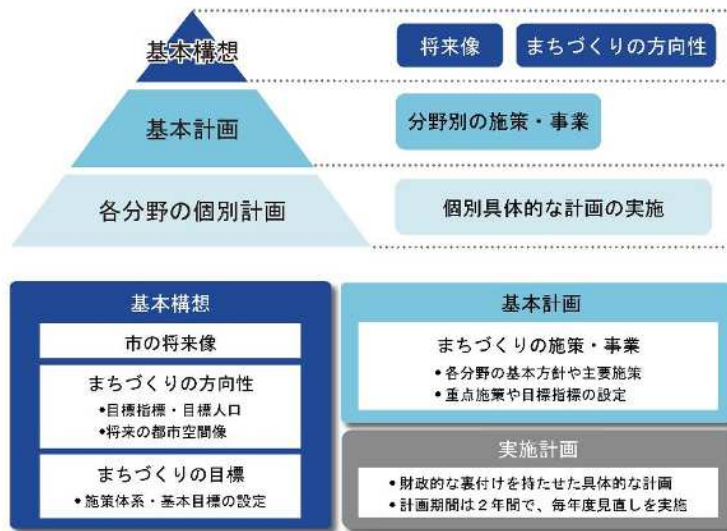 基本構想
将来像
まちづくりの方向性
基本計画
分野別の施策・事業
各分野の個別計画
個別具体的な計画の実施
基本構想
市の将来像
まちづくりの方向性
•目標指標・目標人口
•将来の都市空間像
まちづくりの目標
•施策体系・基本目標の設定
基本計画
まちづくりの施策・事業
•各分野の基本方針や主要施策
•重点施策や目標指標の設定
実施計画
•財政的な裏付けを持たせた具体的な計画
•計画期間は２年間で、毎年度見直しを実施